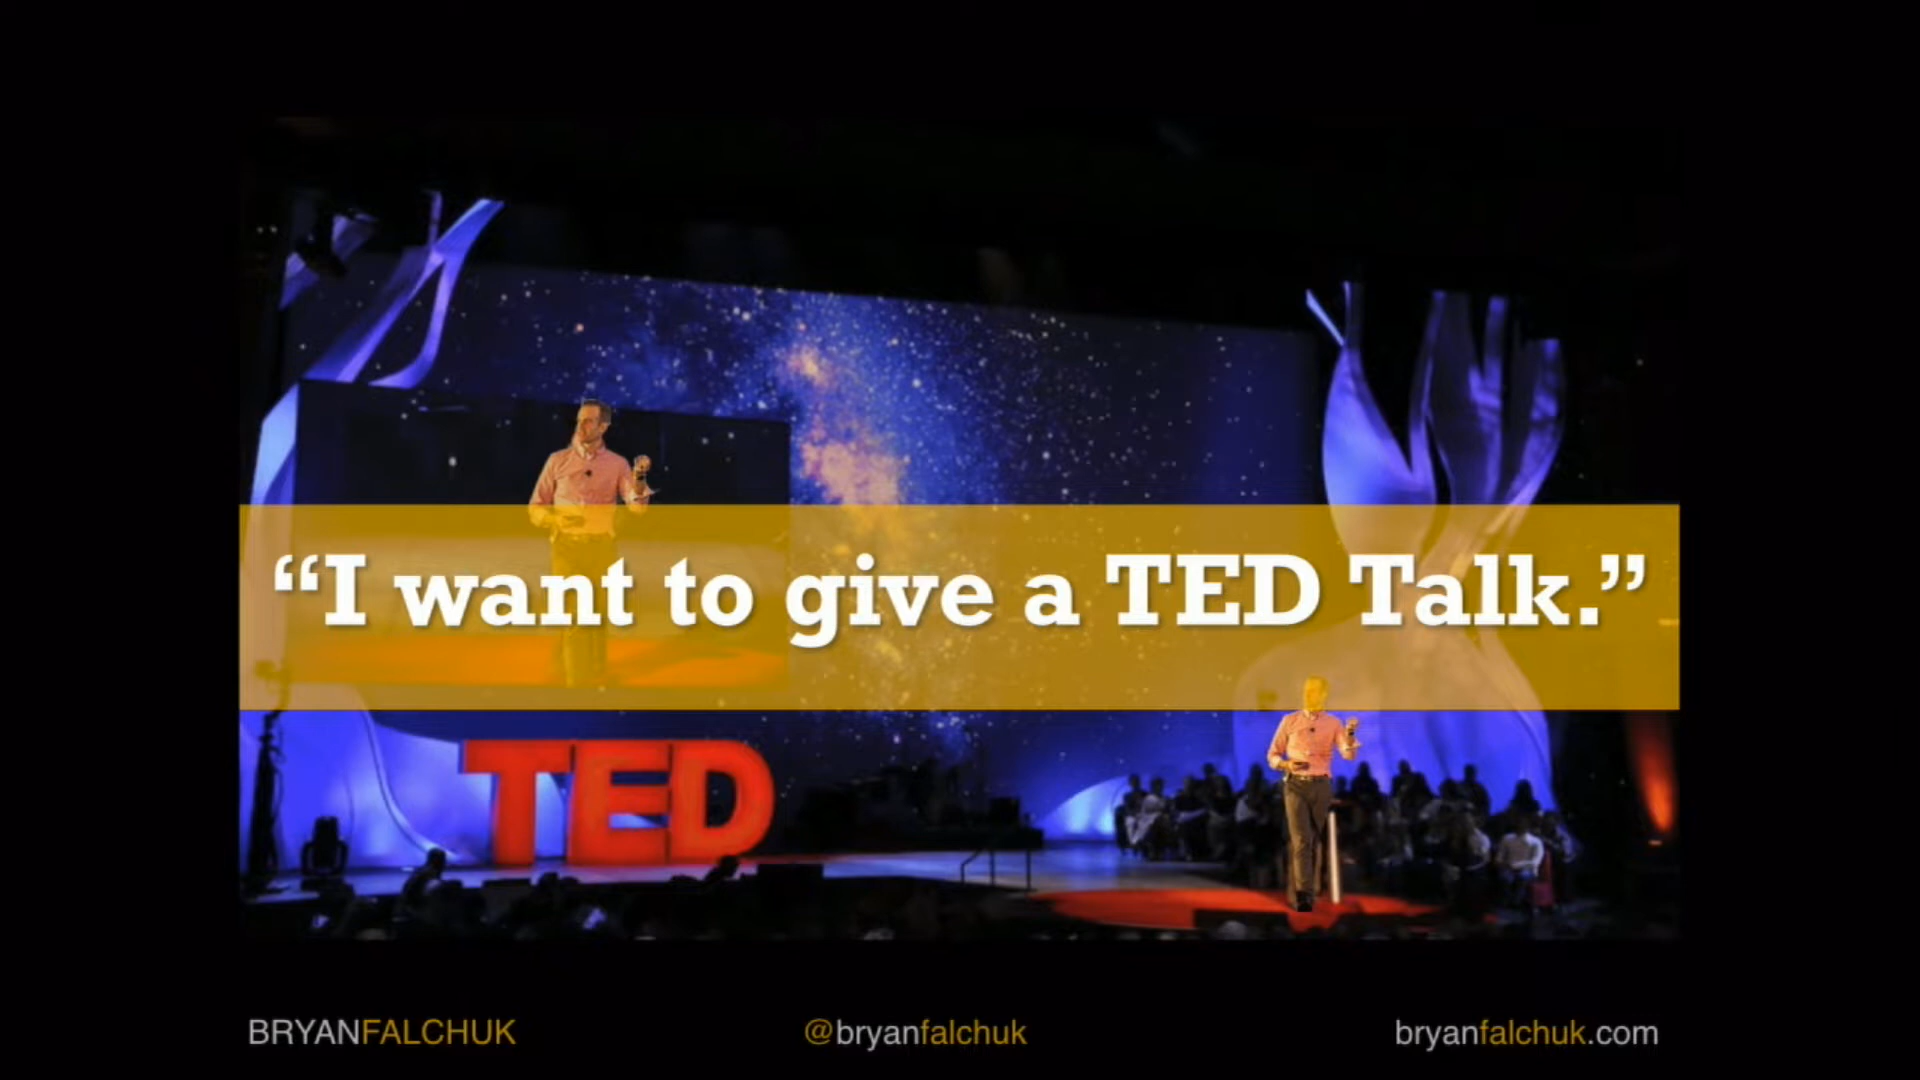 “I want to give a TED Talk.”
TED
BRYANFALCHUK
@bryanfalchuk
bryanfalchuk.com